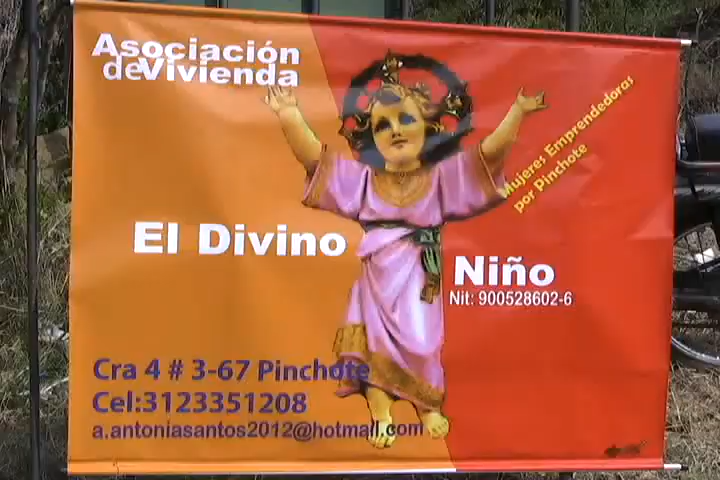 Asociación
de Vivienda
Mujeres Emprendedoras
por Pinchote
El Divino
Niño
Nit: 900528602-6
Cra 4 # 3-67 Pinchote
Cel:3123351208
a.antoniasantos2012@hotmail.com